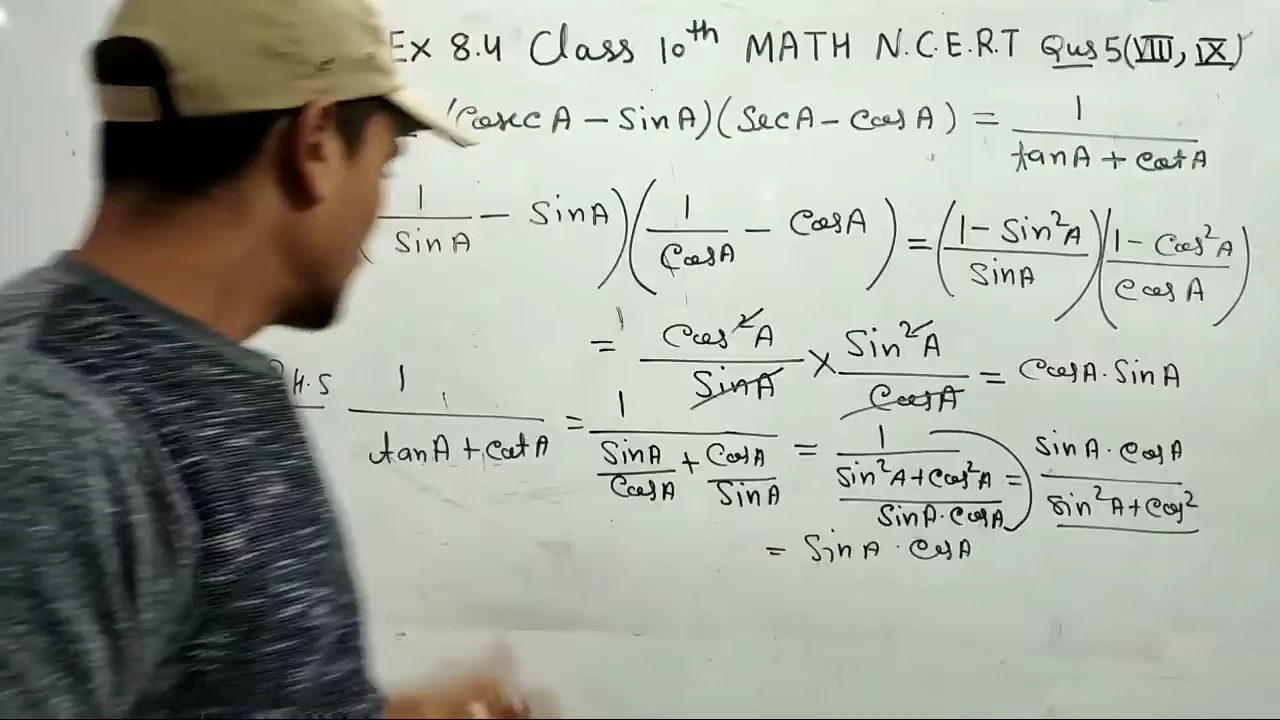 Ex 8.4 Class 10th MATH N.C.E.R.T Qus 5(VIII, IX)
(CosecA - SinA)(SecA - CosA) = 1/(tanA + CotA)
(1/SinA - SinA)(1/CosA - CosA) = ((1 - Sin²A)/SinA)((1 - Cos²A)/CosA)
= Cos²A/SinA × Sin²A/CosA = CosA·SinA
H.S 1/(tanA + CotA) = 1/(SinA/CosA + CosA/SinA) = 1/((Sin²A + Cos²A)/(SinA·CosA)) = (SinA·CosA)/(Sin²A + Cos²)
= SinA·CosA